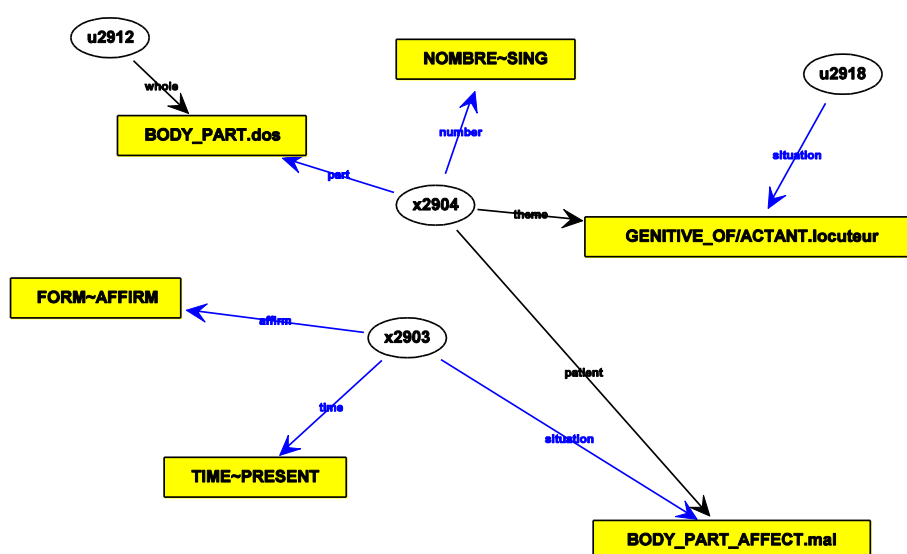 u2912
NOMBRE~SING
u2918
whole
BODY_PART.dos
number
situation
part
x2904
theme
GENITIVE_OF/ACTANT.locuteur
FORM~AFFIRM
affirm
x2903
patient
time
situation
TIME~PRESENT
BODY_PART_AFFECT.mal